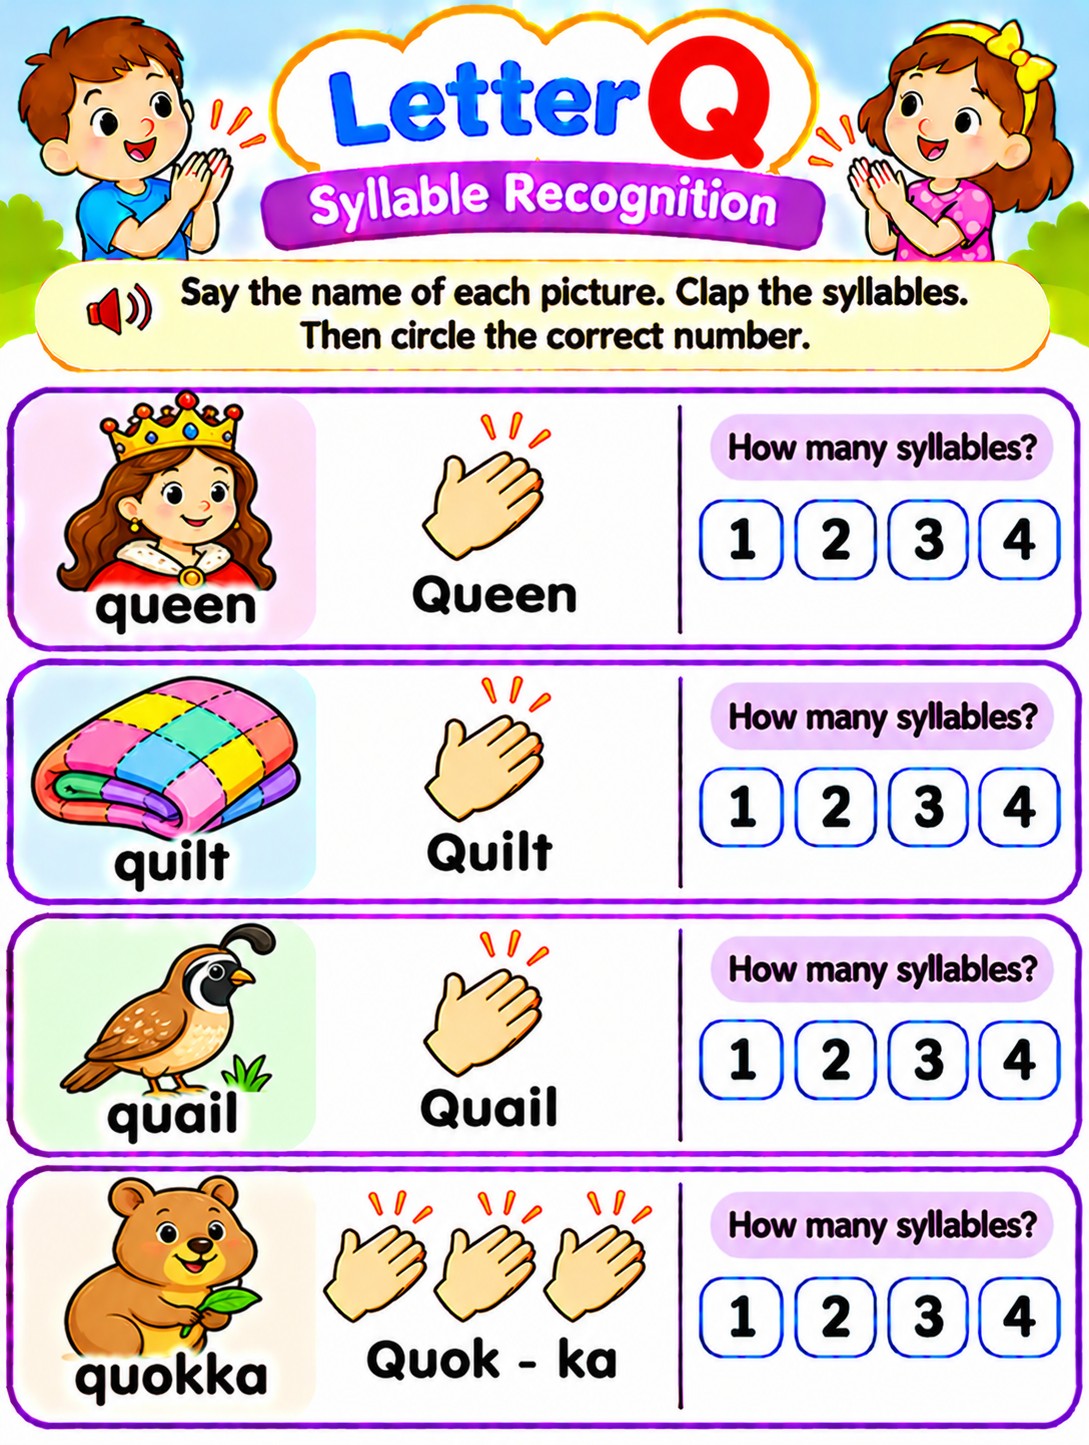 Letter Q
Syllable Recognition
Say the name of each picture. Clap the syllables.
Then circle the correct number.
queen
Queen
How many syllables?
1 2 3 4
quilt
Quilt
How many syllables?
1 2 3 4
quail
Quail
How many syllables?
1 2 3 4
quokka
Quok - ka
How many syllables?
1 2 3 4